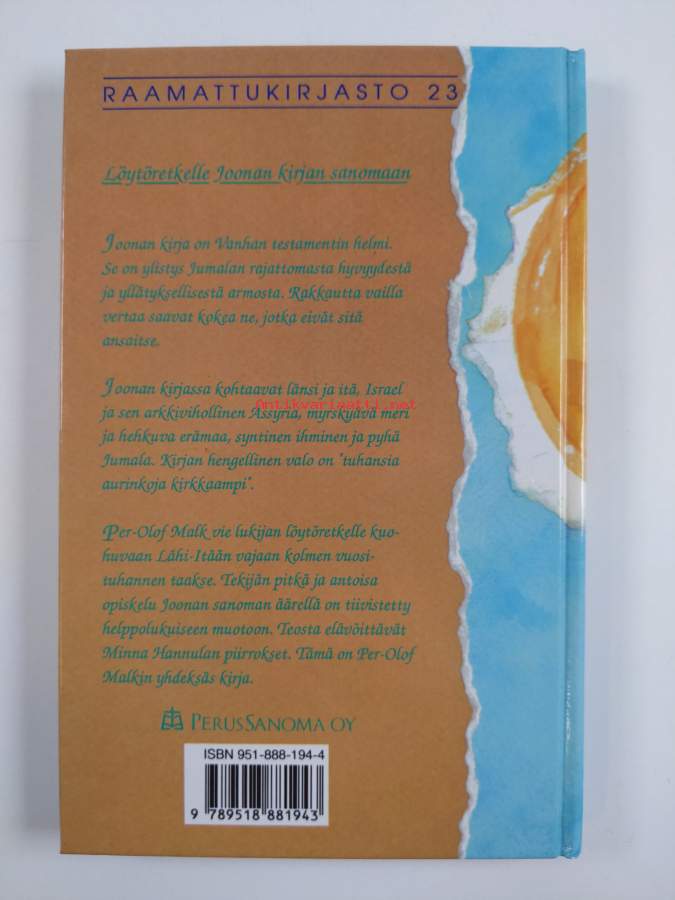 RAAMATTUKIRJASTO 23
Löytöretkelle Joonan kirjan sanomaan
Joonan kirja on Vanhan testamentin helmi.
Se on ylistys Jumalan rajattomasta hyvyydestä
ja yllätyksellisestä armosta. Rakkautta vailla
vertaa saavat kokea ne, jotka eivät sitä
ansaitse.
Joonan kirjassa kohtaavat länsi ja itä, Israel
antikvariaatti.net
ja sen arkkivihollinen Assyria, myrskyävä meri
ja hehkuva erämaa, syntinen ihminen ja pyhä
Jumala. Kirjan hengellinen valo on "tuhansia
aurinkoja kirkkaampi".
Per-Olof Malk vie lukijan löytöretkelle kuo-
huvaan Lähi-Itään vajaan kolmen vuosi-
tuhannen taakse. Tekijän pitkä ja antoisa
opiskelu Joonan sanoman äärellä on tiivistetty
helppolukuiseen muotoon. Teosta elävöittävät
Minna Hannulan piirrokset. Tämä on Per-Olof
Malkin yhdeksäs kirja.
PERUSSANOMA OY
ISBN 951-888-194-4
9 789518 881943